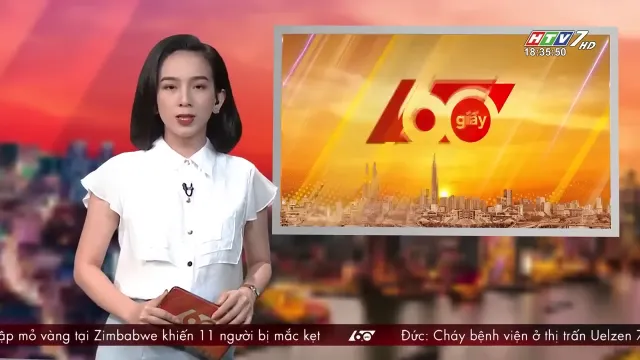 HTV7 HD
18:35:50
60 giây
ập mỏ vàng tại Zimbabwe khiến 11 người bị mắc kẹt 60 Đức: Cháy bệnh viện ở thị trấn Uelzen 7